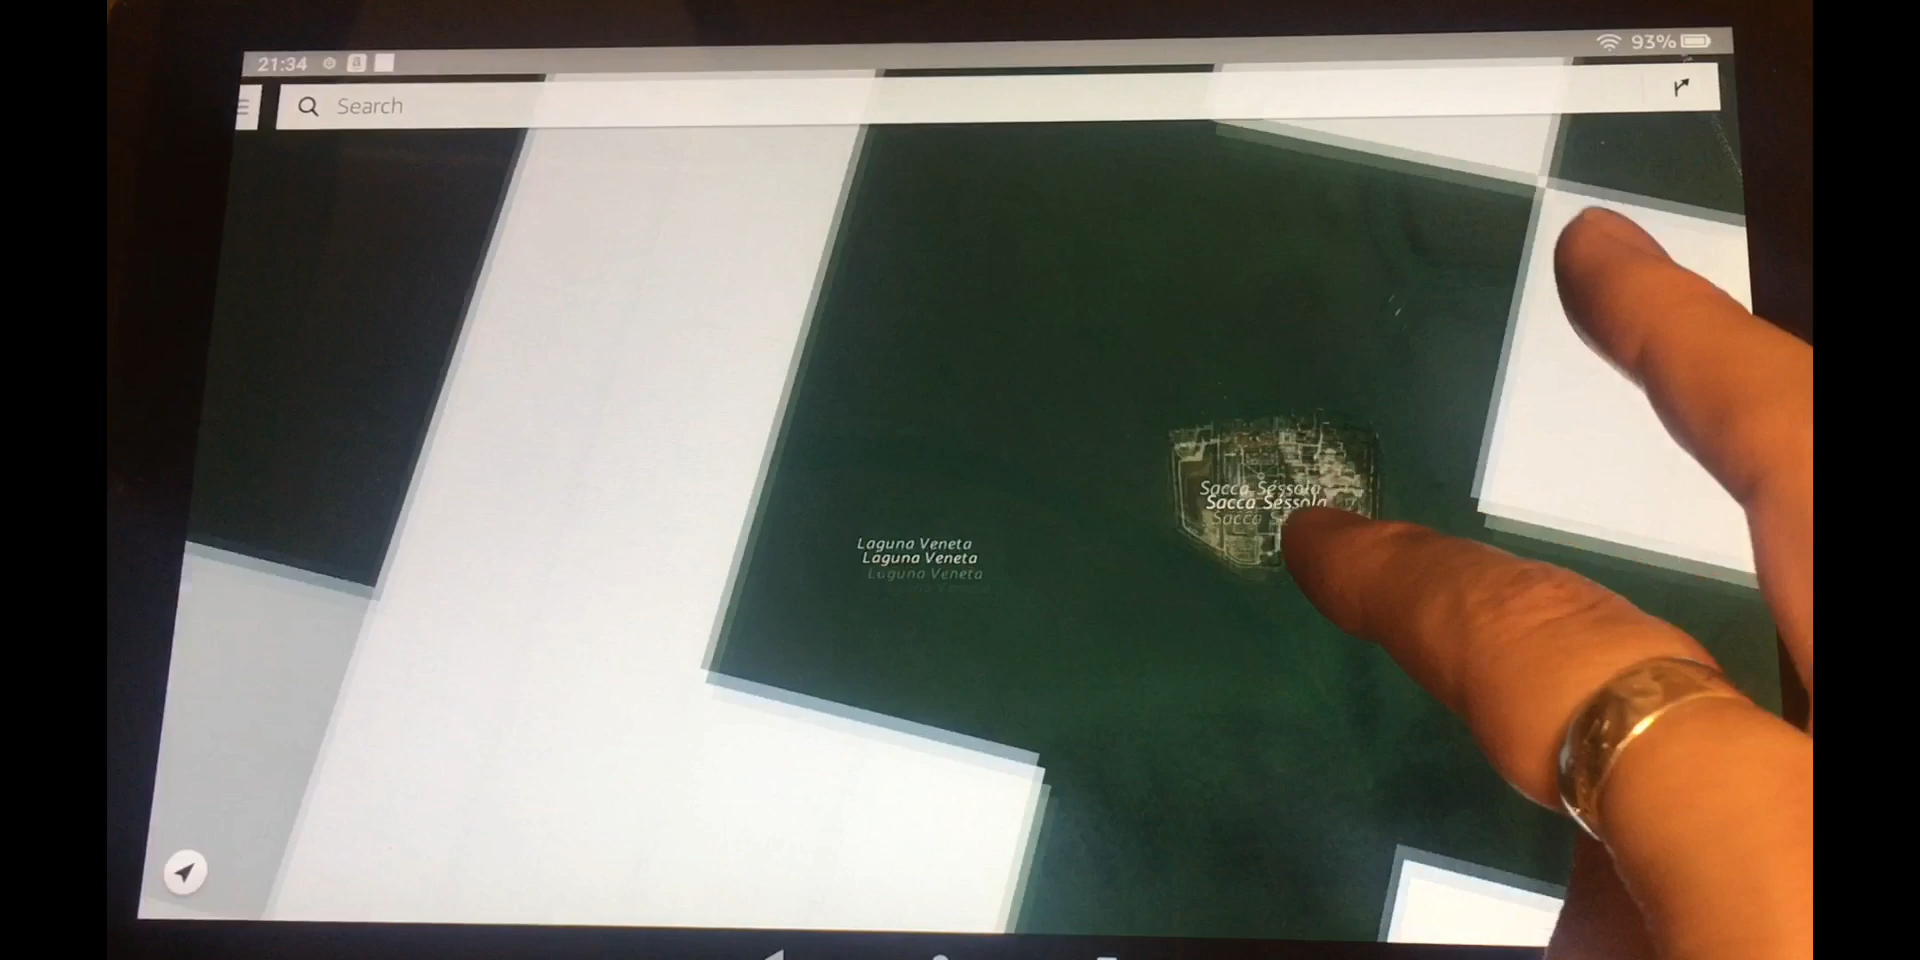 21:34
93%
Search
Sacca Sessola
Sacca Sessola
Sacca
Laguna Veneta
Laguna Veneta
Laguna Veneta